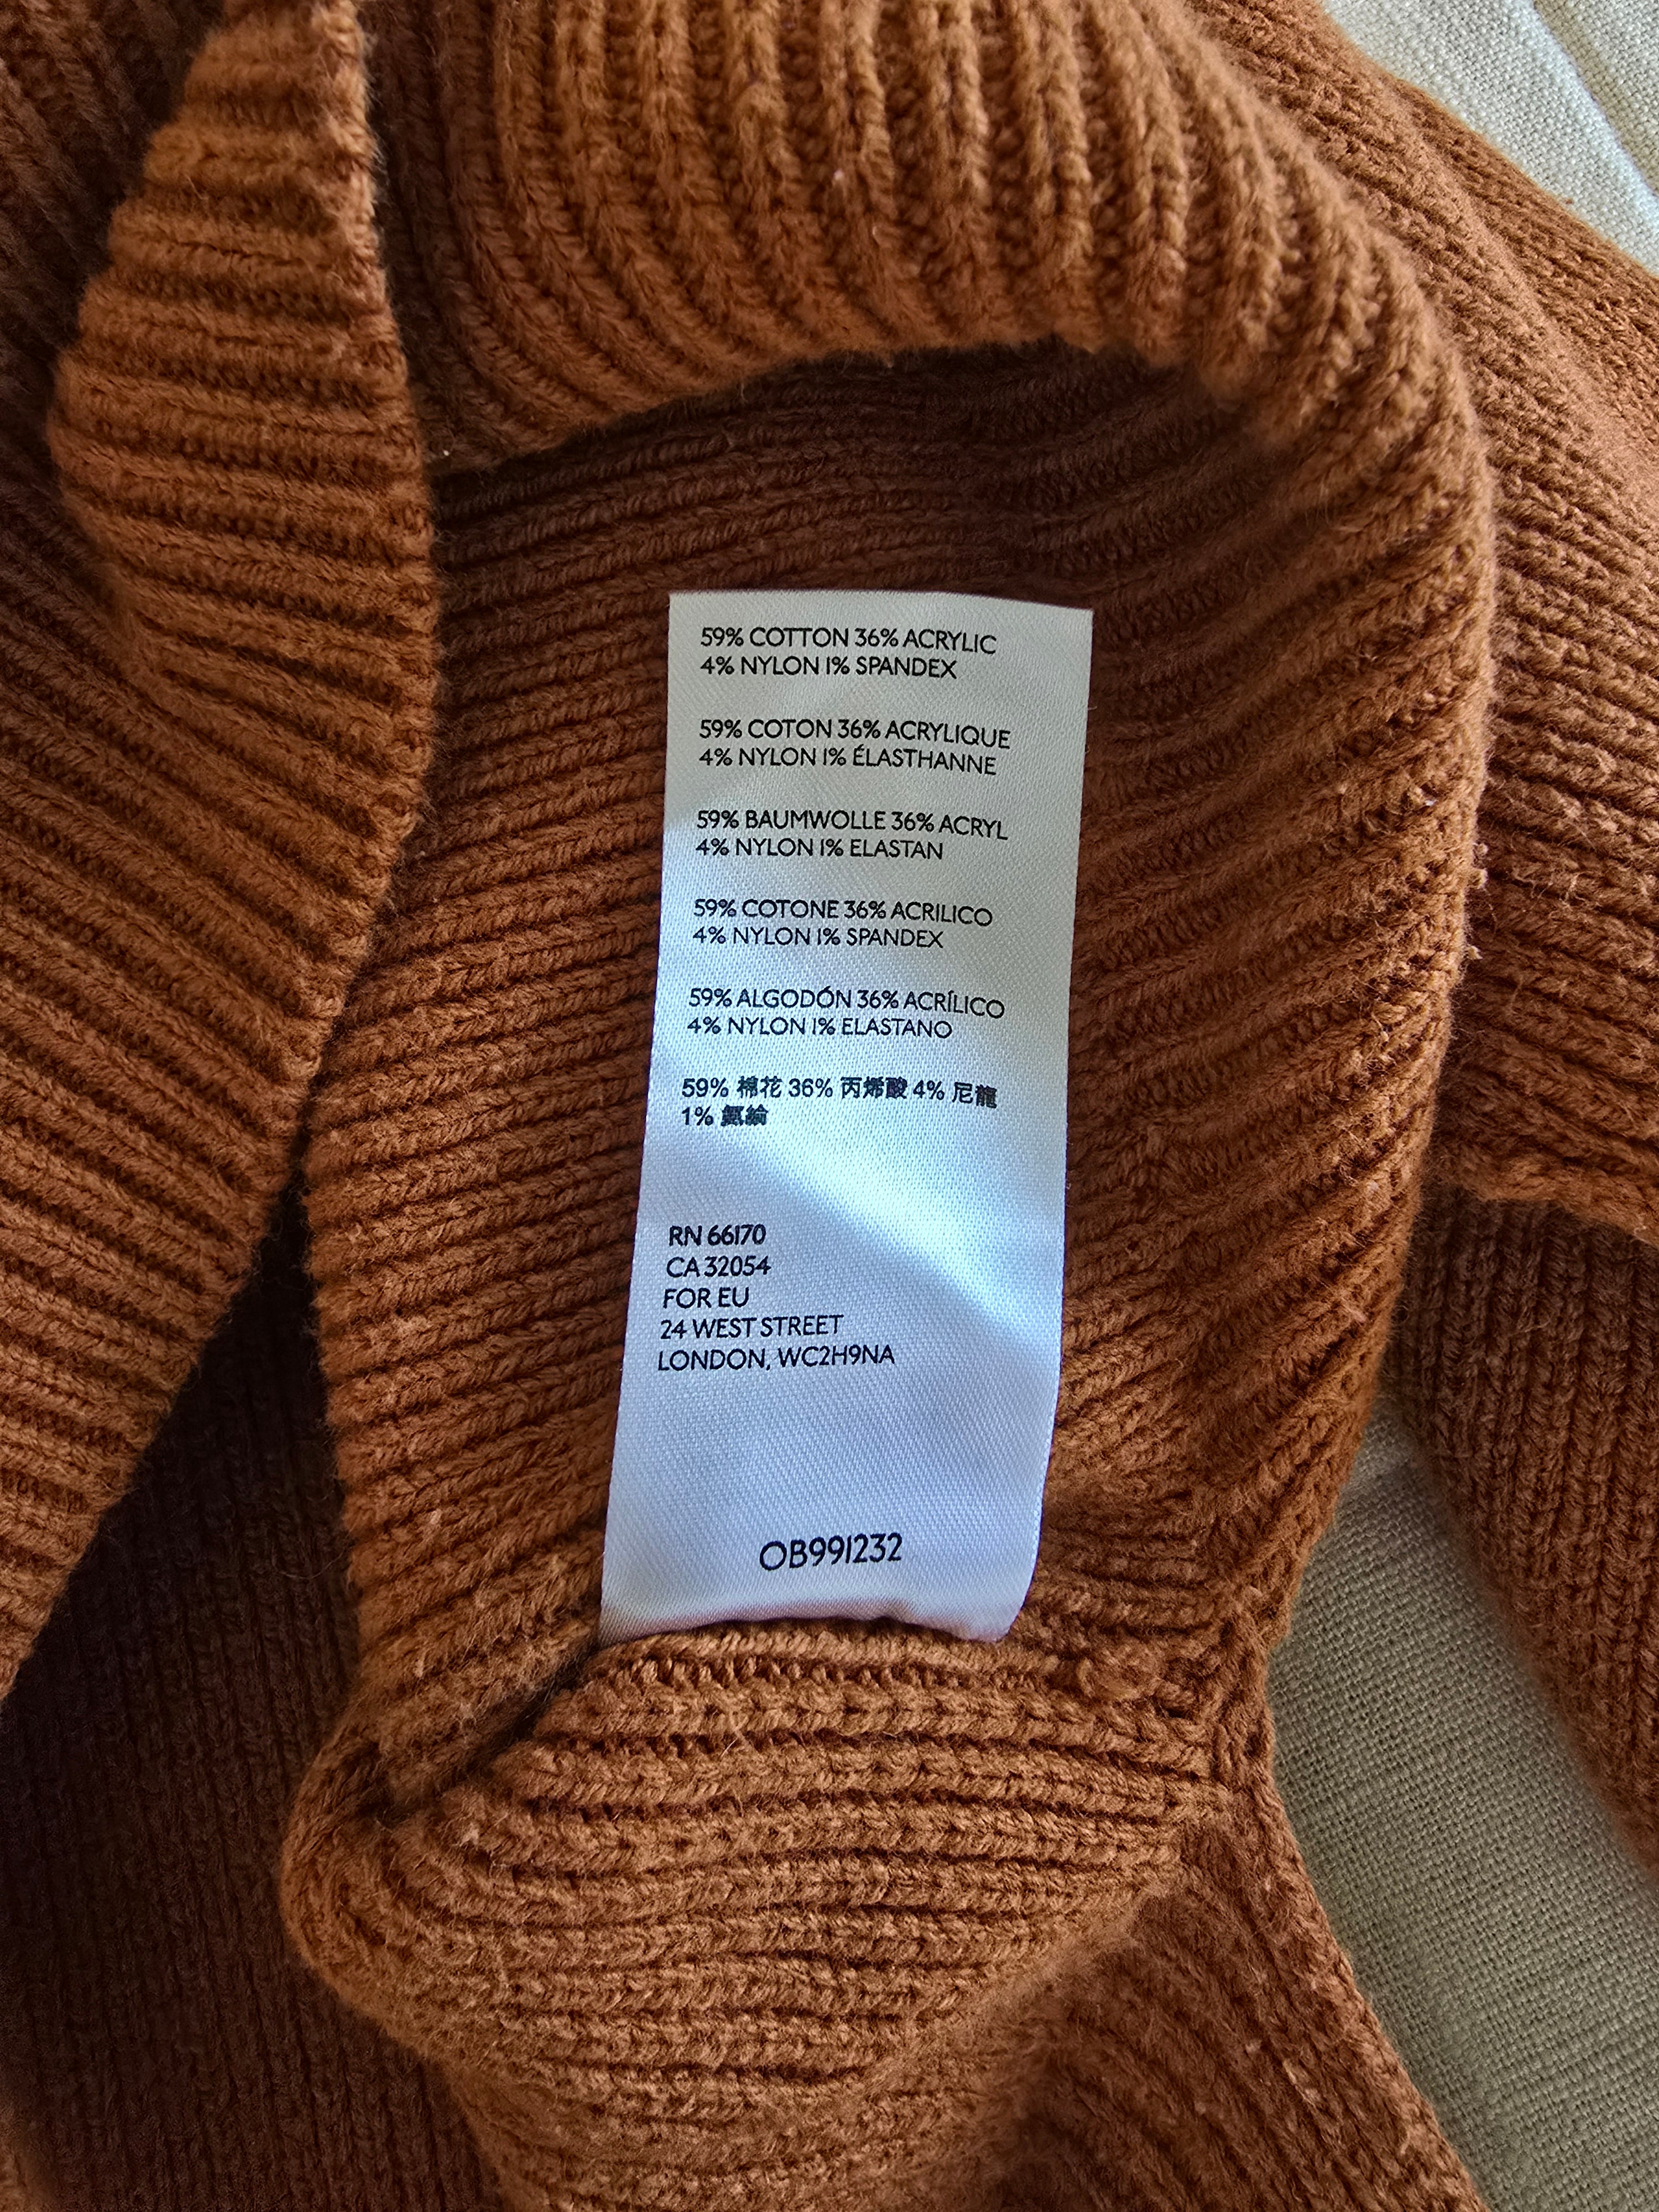 59% COTTON 36% ACRYLIC
4% NYLON 1% SPANDEX
59% COTON 36% ACRYLIQUE
4% NYLON 1% ÉLASTHANNE
59% BAUMWOLLE 36% ACRYL
4% NYLON 1% ELASTAN
59% COTONE 36% ACRILICO
4% NYLON 1% SPANDEX
59% ALGODÓN 36% ACRÍLICO
4% NYLON 1% ELASTANO
59% 棉花 36% 丙烯酸 4% 尼龍
1% 氨綸
RN 66170
CA 32054
FOR EU
24 WEST STREET
LONDON, WC2H9NA
OB991232